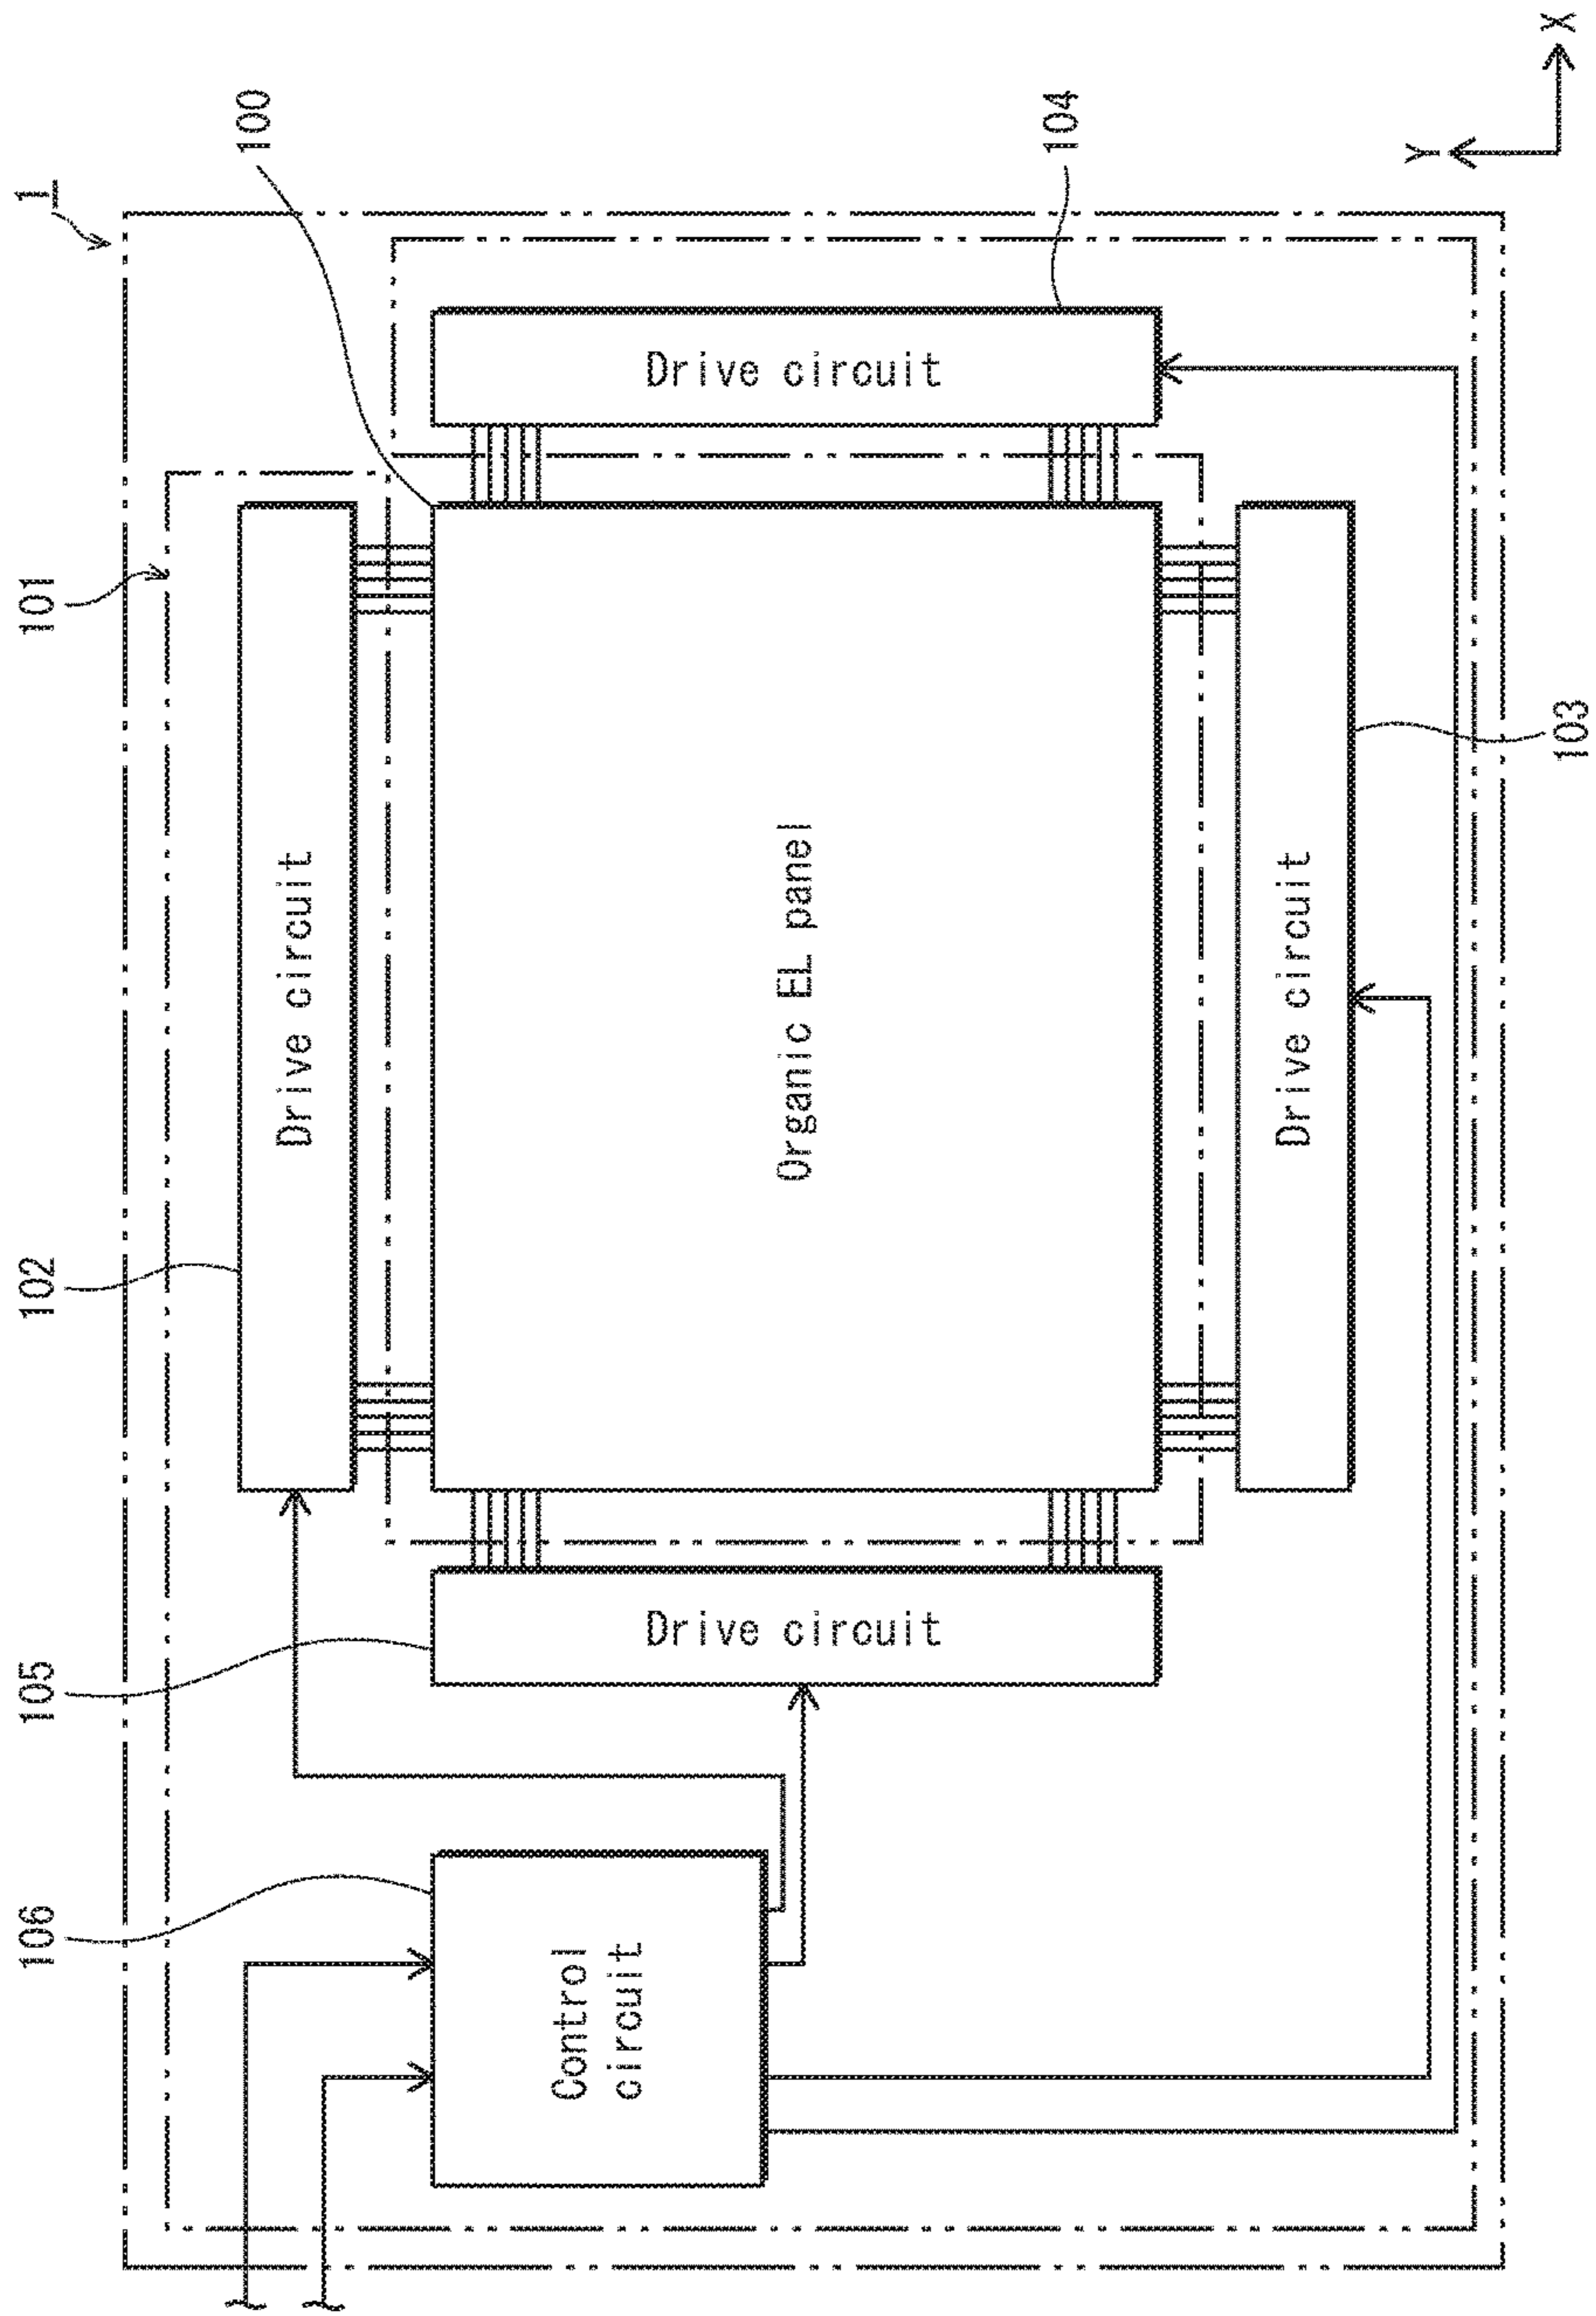 106
105
102
101
1
100
Drive circuit
Control
circuit
Drive circuit
Organic EL panel
Drive circuit
104
Drive circuit
103
Y
X